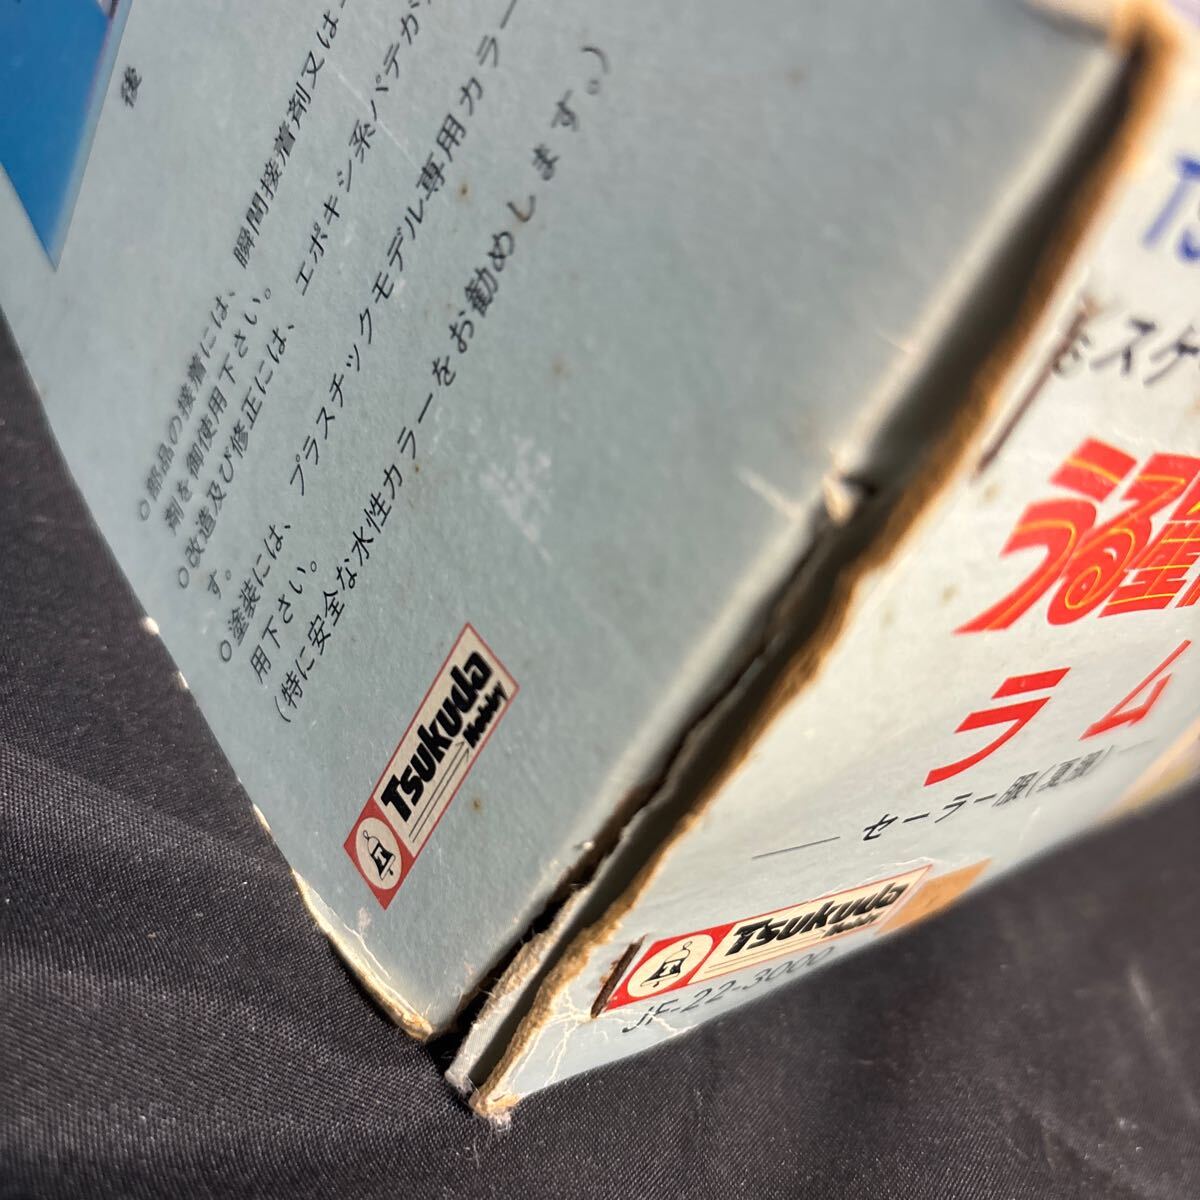 後
○部品の接着には、瞬間接着剤又は
剤を御使用下さい。
○改造及び修正には、エポキシ系パテが
す。
○塗装には、プラスチックモデル専用カラー
用下さい。
(特に安全な水性カラーをお勧めします。)
Tsukuda
Hobby
スケ
うる星
ラム
セーラー服(夏服)
Tsukuda
Hobby
JF-22-3000